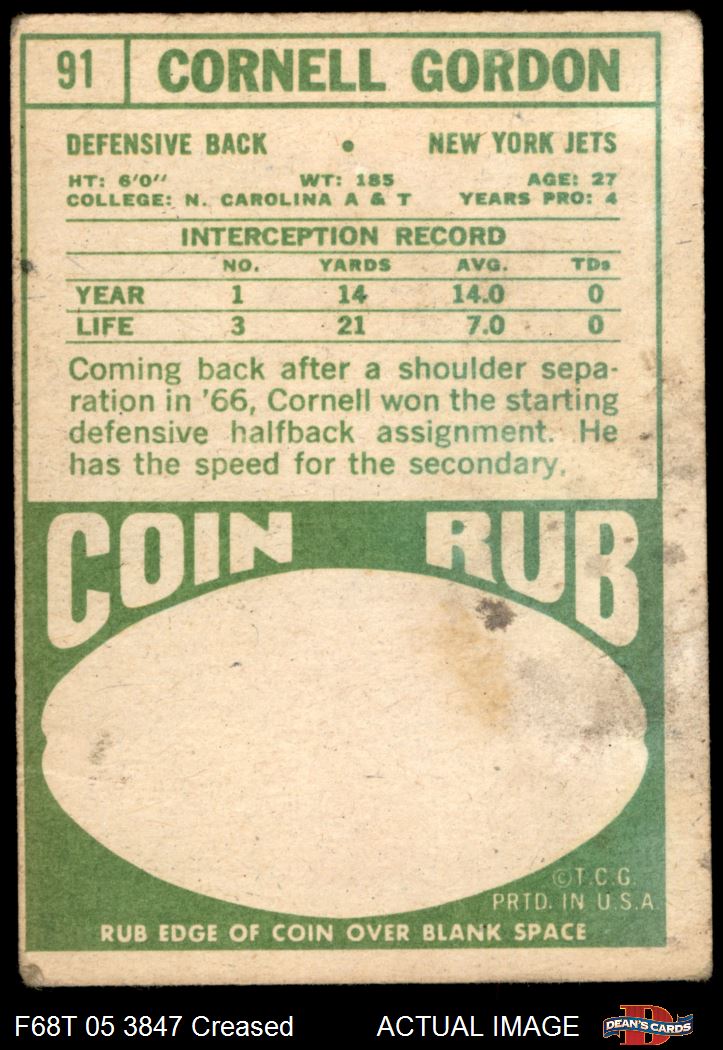 91 CORNELL GORDON
DEFENSIVE BACK • NEW YORK JETS
HT: 6'0" WT: 185 AGE: 27
COLLEGE: N. CAROLINA A & T YEARS PRO: 4
INTERCEPTION RECORD
NO. YARDS AVG. TDs
YEAR 1 14 14.0 0
LIFE 3 21 7.0 0
Coming back after a shoulder sepa-
ration in '66, Cornell won the starting
defensive halfback assignment. He
has the speed for the secondary.
COIN RUB
©T.C.G.
PRTD. IN U.S.A.
RUB EDGE OF COIN OVER BLANK SPACE
F68T 05 3847 Creased ACTUAL IMAGE D DEAN'S CARDS